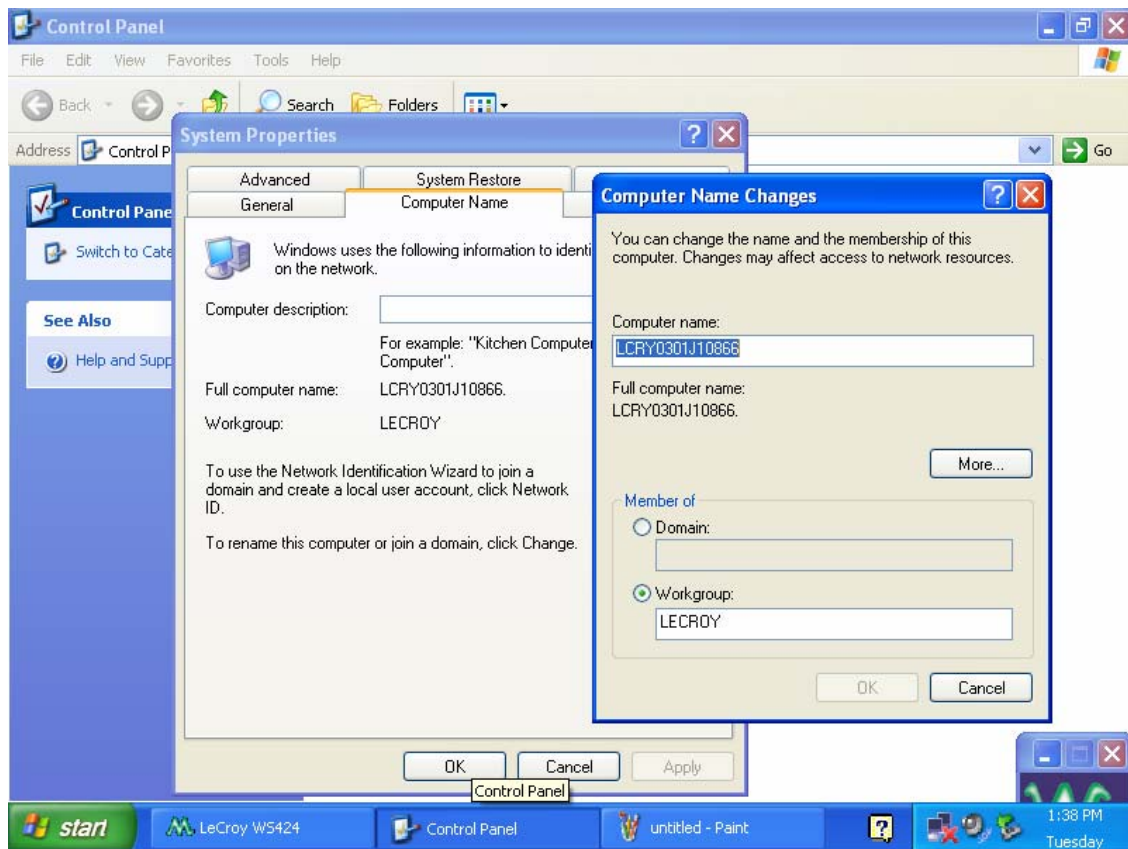 Control Panel
File Edit View Favorites Tools Help
Back Search Folders
Address Control P Go
Control Pane
Switch to Cate
See Also
Help and Supp
System Properties
Advanced System Restore
General Computer Name
Windows uses the following information to identi
on the network.
Computer description:
For example: "Kitchen Computer
Computer".
Full computer name: LCRY0301J10866.
Workgroup: LECROY
To use the Network Identification Wizard to join a
domain and create a local user account, click Network
ID.
To rename this computer or join a domain, click Change.
OK Cancel Apply
Control Panel
Computer Name Changes
You can change the name and the membership of this
computer. Changes may affect access to network resources.
Computer name:
LCRY0301J10866
Full computer name:
LCRY0301J10866.
More...
Member of
Domain:
Workgroup:
LECROY
OK Cancel
start LeCroy WS424 Control Panel untitled - Paint 1:38 PM
Tuesday